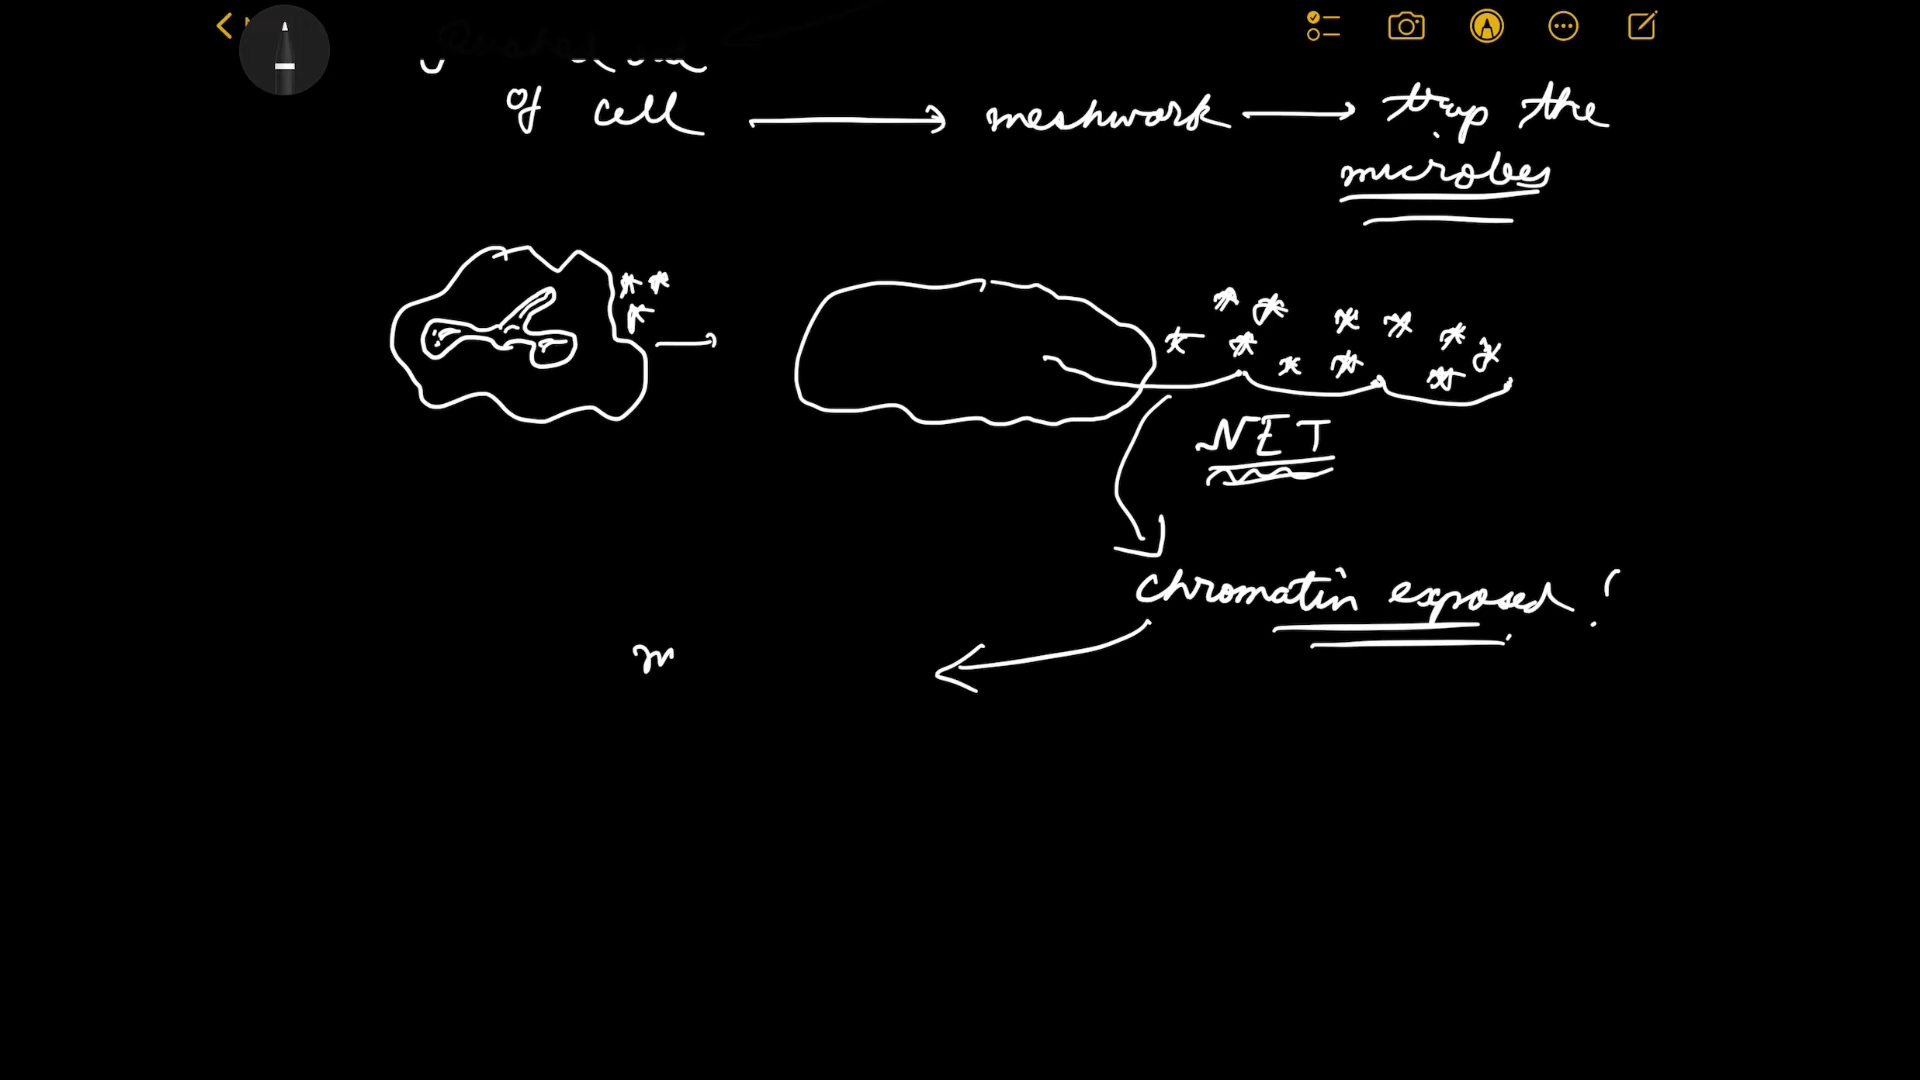 of cell → meshwork → trap the
microbes
NET
chromatin exposed !